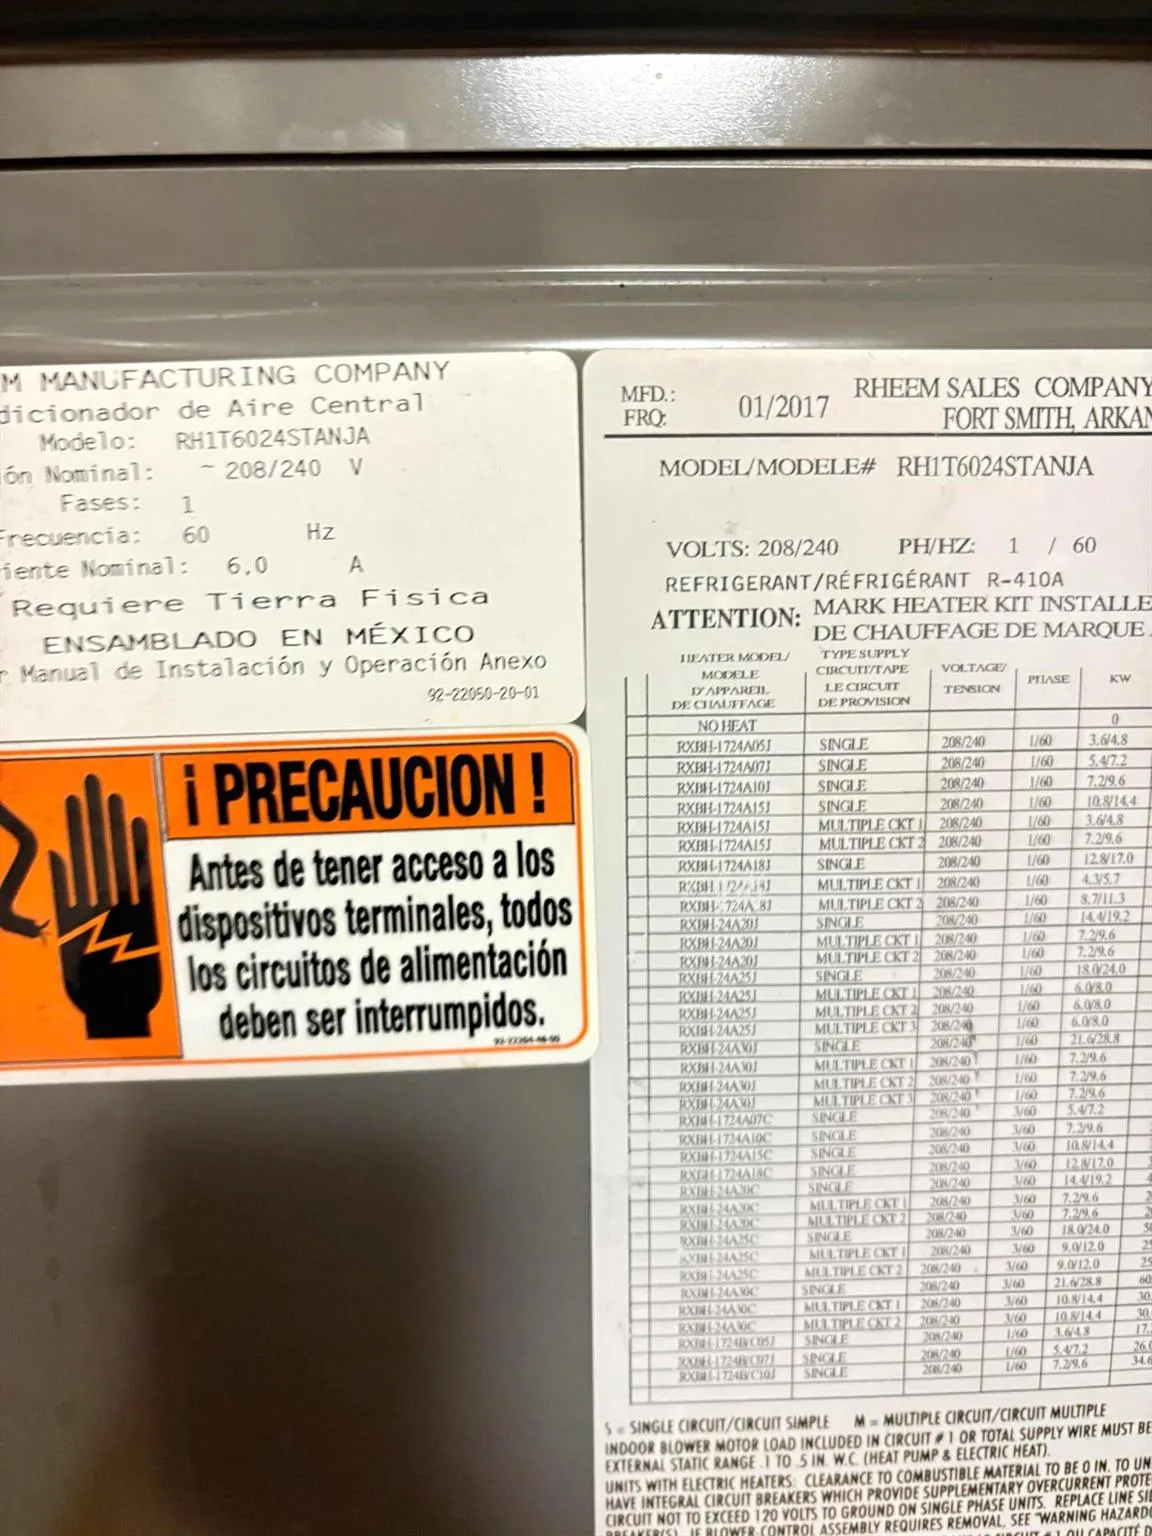 MANUFACTURING COMPANY
de Aire Central
Modelo: RH1T6024STANJA
Nominal: ~ 208/240 V
Fases: 1
60 Hz
Nominal: 6.0 A
Requiere Tierra Fisica
ENSAMBLADO EN MÉXICO
Manual de Instalación y Operación Anexo
92-22050-20-01
¡ PRECAUCION !
Antes de tener acceso a los
dispositivos terminales, todos
los circuitos de alimentación
deben ser interrumpidos.
MFD.: 01/2017 RHEEM SALES COMPANY
FRQ: FORT SMITH,
MODEL/MODELE# RH1T6024STANJA
VOLTS: 208/240 PH/HZ: 1 / 60
REFRIGERANT/RÉFRIGÉRANT R-410A
ATTENTION: MARK HEATER KIT
DE CHAUFFAGE DE MARQUE
HEATER MODEL/ MODELE D'APPAREIL DE CHAUFFAGE TYPE SUPPLY CIRCUIT/TAPE LE CIRCUIT DE PROVISION VOLTAGE/ TENSION PHASE KW
NO HEAT 0
RXBH-1724A05J SINGLE 208/240 1/60 3.6/4.8
RXBH-1724A07J SINGLE 208/240 1/60 5.4/7.2
RXBH-1724A10J SINGLE 208/240 1/60 7.2/9.6
RXBH-1724A15J SINGLE 208/240 1/60 10.8/14.4
RXBH-1724A15J MULTIPLE CKT 1 208/240 1/60 3.6/4.8
RXBH-1724A15J MULTIPLE CKT 2 208/240 1/60 7.2/9.6
RXBH-1724A18J SINGLE 208/240 1/60 12.8/17.0
MULTIPLE CKT 1 208/240 1/60 4.3/5.7
MULTIPLE CKT 2 208/240 1/60 8.7/11.3
RXBH-24A20J SINGLE 208/240 1/60 14.4/19.2
RXBH-24A20J MULTIPLE CKT 1 208/240 1/60 7.2/9.6
RXBH-24A20J MULTIPLE CKT 2 208/240 1/60 7.2/9.6
RXBH-24A25J SINGLE 208/240 1/60 18.0/24.0
RXBH-24A25J MULTIPLE CKT 1 208/240 1/60 6.0/8.0
RXBH-24A25J MULTIPLE CKT 2 208/240 1/60 6.0/8.0
RXBH-24A25J MULTIPLE CKT 3 208/240 1/60 6.0/8.0
RXBH-24A30J SINGLE 208/240 1/60 21.6/28.8
RXBH-24A30J MULTIPLE CKT 1 208/240 1/60 7.2/9.6
RXBH-24A30J MULTIPLE CKT 2 208/240 1/60 7.2/9.6
RXBH-24A30J MULTIPLE CKT 3 208/240 1/60 7.2/9.6
RXBH-1724A07C SINGLE 208/240 3/60 5.4/7.2
RXBH-1724A10C SINGLE 208/240 3/60 7.2/9.6
RXBH-1724A15C SINGLE 208/240 3/60 10.8/14.4
RXBH-1724A18C SINGLE 208/240 3/60 12.8/17.0
RXBH-24A20C SINGLE 208/240 3/60 14.4/19.2
RXBH-24A20C MULTIPLE CKT 1 208/240 3/60 7.2/9.6
RXBH-24A20C MULTIPLE CKT 2 208/240 3/60 7.2/9.6
RXBH-24A25C SINGLE 208/240 3/60 18.0/24.0
RXBH-24A25C MULTIPLE CKT 1 208/240 3/60 9.0/12.0
RXBH-24A25C MULTIPLE CKT 2 208/240 3/60 9.0/12.0
RXBH-24A30C SINGLE 208/240 3/60 21.6/28.8
RXBH-24A30C MULTIPLE CKT 1 208/240 3/60 10.8/14.4
RXBH-24A30C MULTIPLE CKT 2 208/240 3/60 10.8/14.4
SINGLE 208/240 1/60 3.6/4.8
SINGLE 208/240 1/60 5.4/7.2
SINGLE 208/240 1/60 7.2/9.6
S = SINGLE CIRCUIT/CIRCUIT SIMPLE M = MULTIPLE CIRCUIT/CIRCUIT MULTIPLE
INDOOR BLOWER MOTOR LOAD INCLUDED IN CIRCUIT # 1 OR TOTAL SUPPLY WIRE MUST BE
EXTERNAL STATIC RANGE .1 TO .5 IN. W.C. (HEAT PUMP & ELECTRIC HEAT).
UNITS WITH ELECTRIC HEATERS: CLEARANCE TO COMBUSTIBLE MATERIAL TO BE 0 IN. TO
HAVE INTEGRAL CIRCUIT BREAKERS WHICH PROVIDE SUPPLEMENTARY OVERCURRENT
CIRCUIT NOT TO EXCEED 120 VOLTS TO GROUND ON SINGLE PHASE UNITS. REPLACE LINE
IF BLOWER CONTROL ASSEMBLY REQUIRES REMOVAL, SEE "WARNING